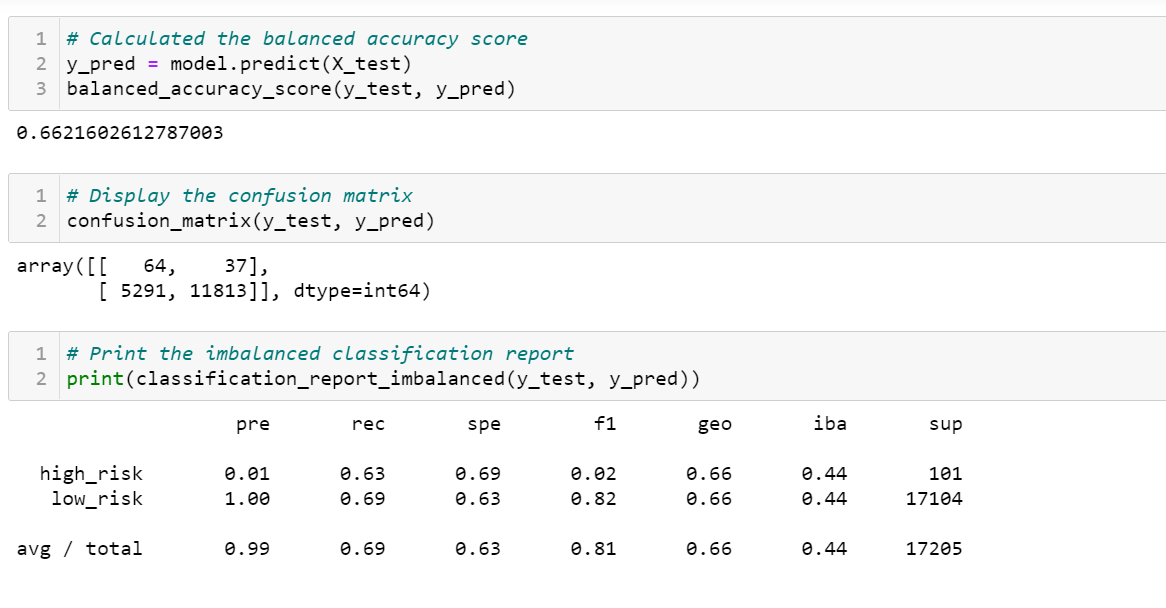 1 # Calculated the balanced accuracy score
2 y_pred = model.predict(X_test)
3 balanced_accuracy_score(y_test, y_pred)
0.6621602612787003
1 # Display the confusion matrix
2 confusion_matrix(y_test, y_pred)
array([[   64,    37],
       [ 5291, 11813]], dtype=int64)
1 # Print the imbalanced classification report
2 print(classification_report_imbalanced(y_test, y_pred))
pre rec spe f1 geo iba sup
high_risk 0.01 0.63 0.69 0.02 0.66 0.44 101
low_risk 1.00 0.69 0.63 0.82 0.66 0.44 17104
avg / total 0.99 0.69 0.63 0.81 0.66 0.44 17205